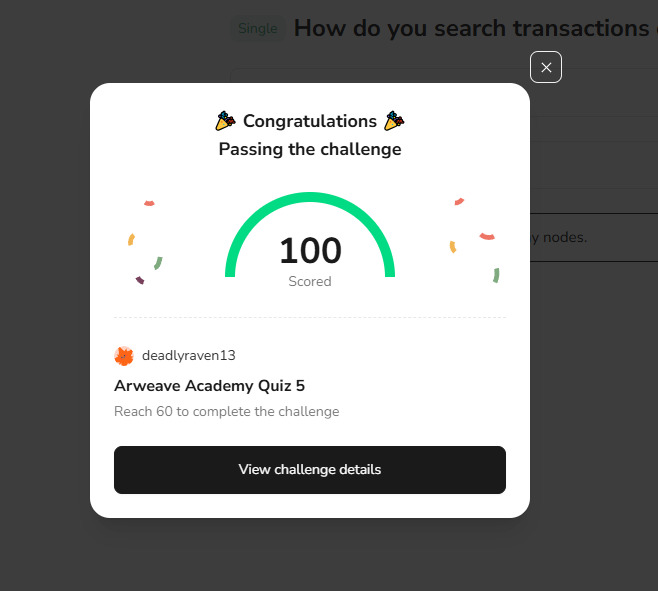 Single How do you search transactions
🎉 Congratulations 🎉
Passing the challenge
100
Scored
y nodes.
deadlyraven13
Arweave Academy Quiz 5
Reach 60 to complete the challenge
View challenge details